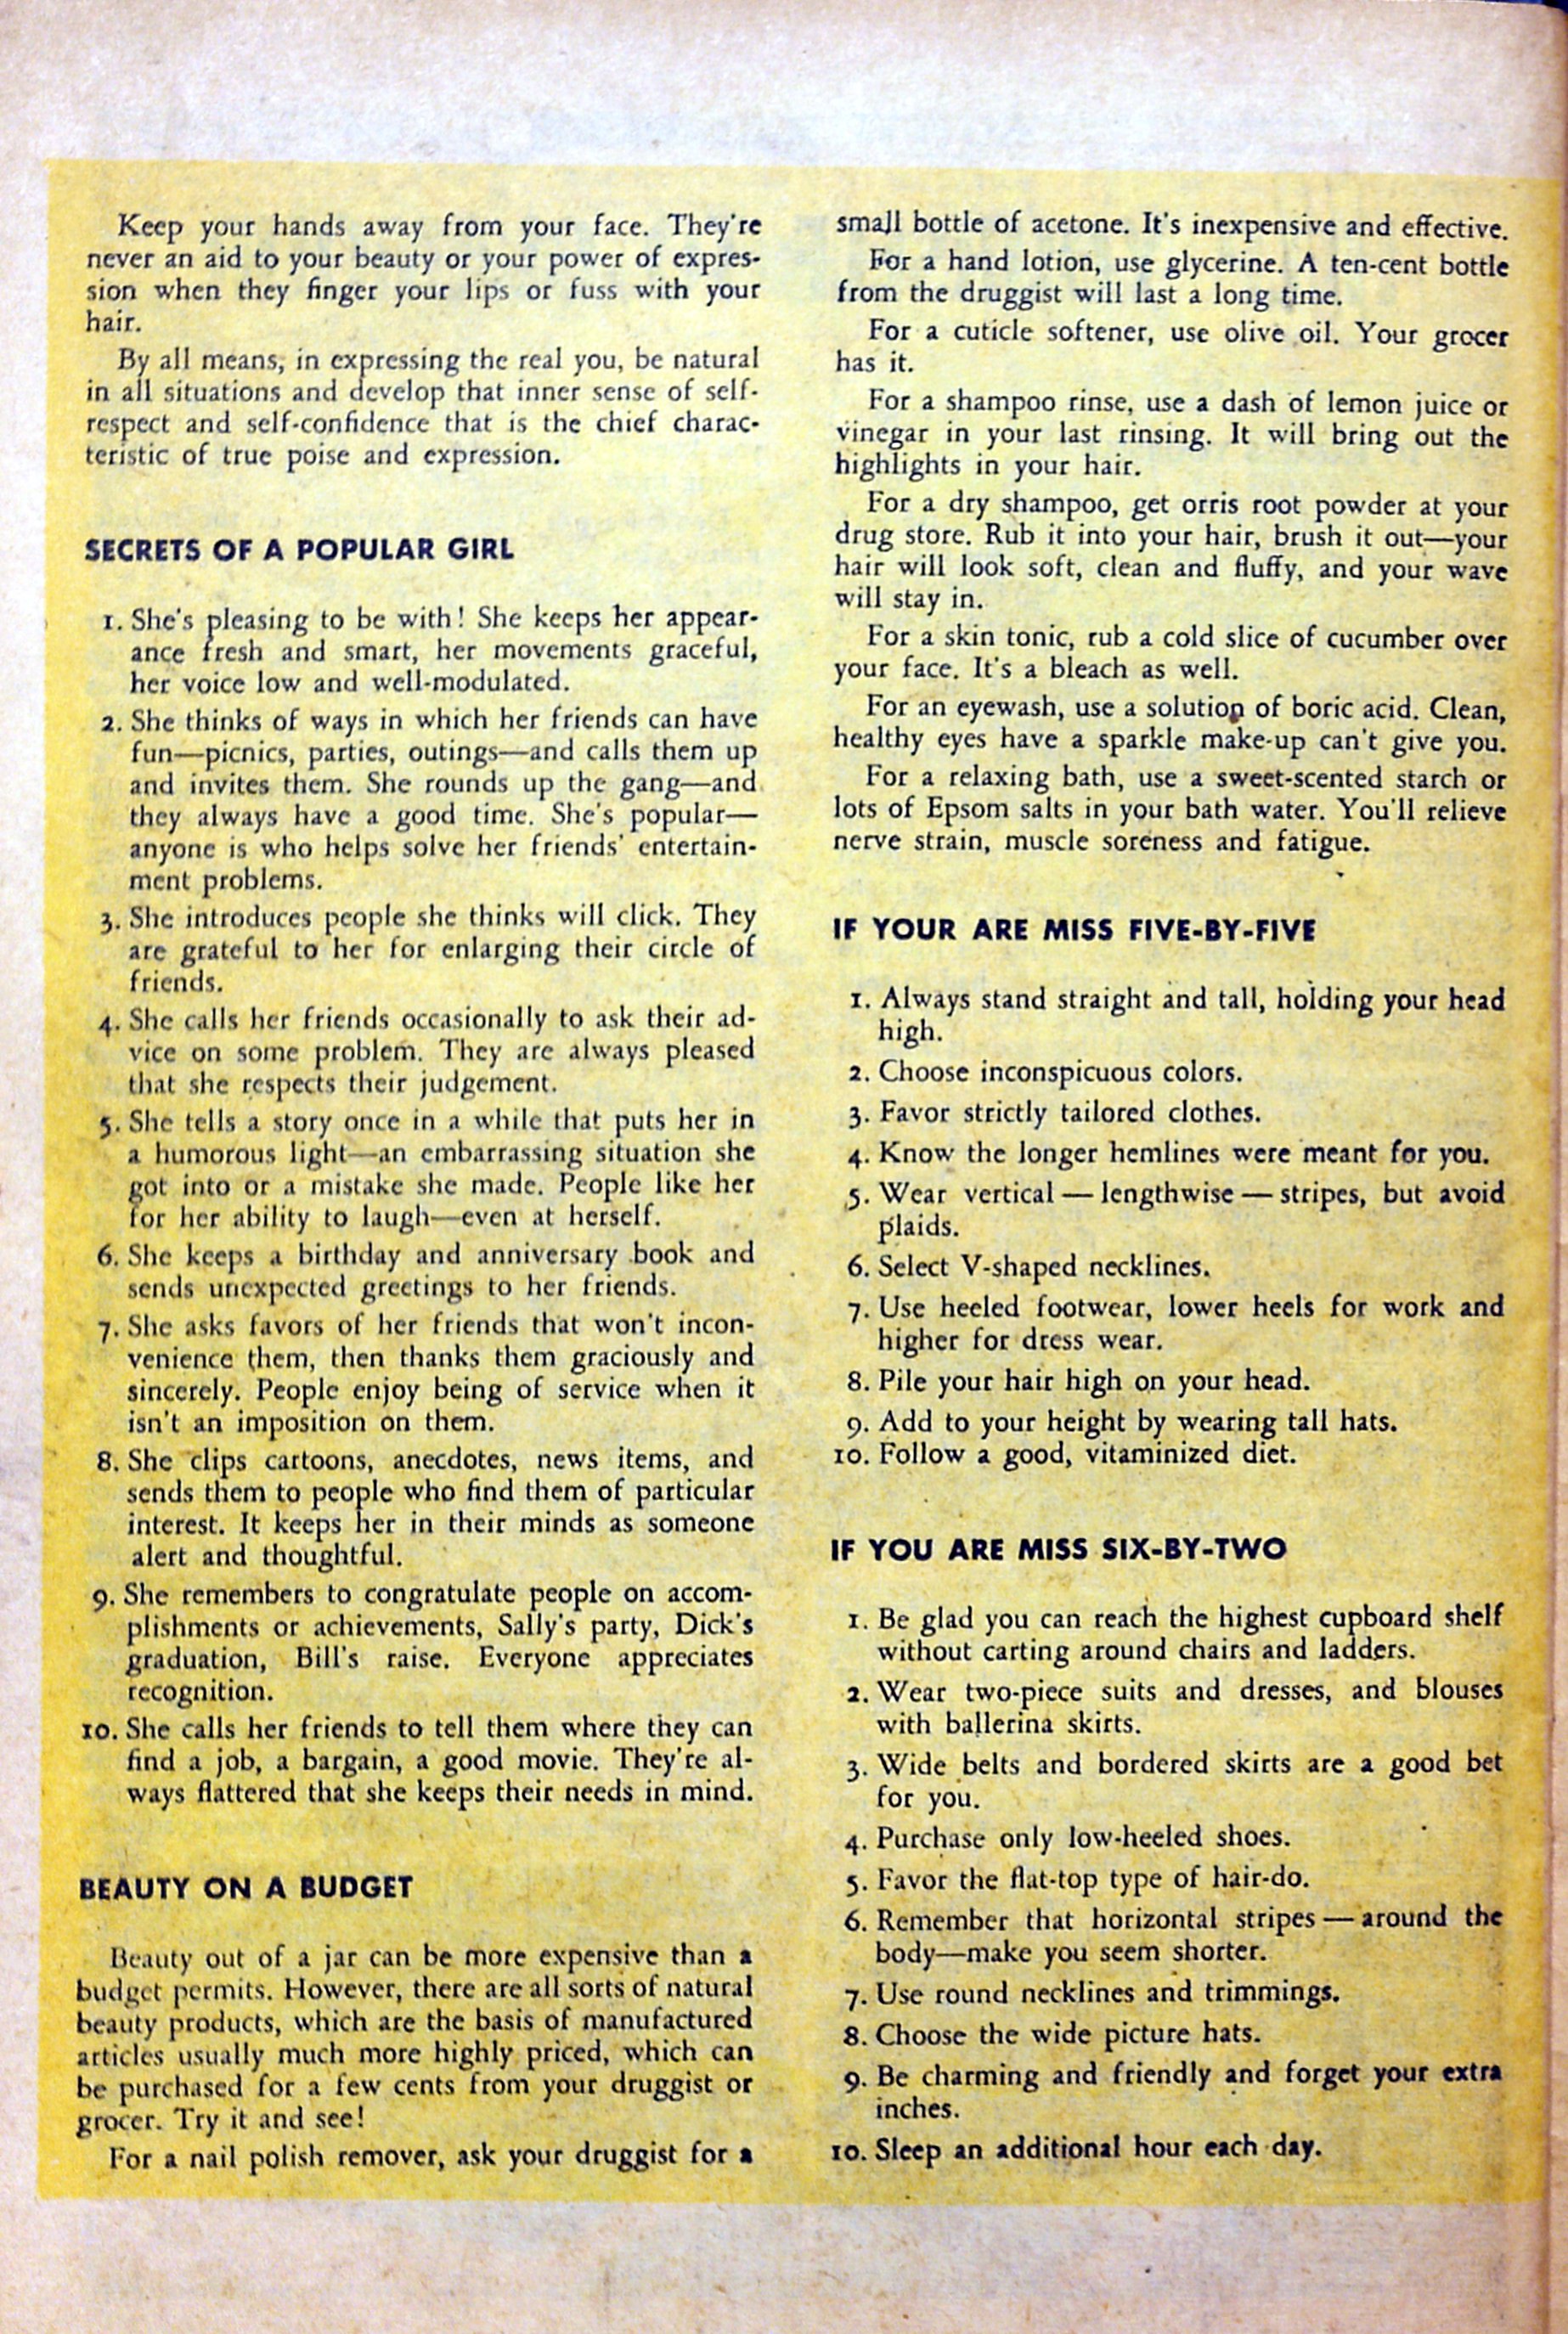 Keep your hands away from your face. They're
never an aid to your beauty or your power of expres-
sion when they finger your lips or fuss with your
hair.
By all means, in expressing the real you, be natural
in all situations and develop that inner sense of self-
respect and self-confidence that is the chief charac-
teristic of true poise and expression.
SECRETS OF A POPULAR GIRL
1. She's pleasing to be with! She keeps her appear-
ance fresh and smart, her movements graceful,
her voice low and well-modulated.
2. She thinks of ways in which her friends can have
fun—picnics, parties, outings—and calls them up
and invites them. She rounds up the gang—and
they always have a good time. She's popular—
anyone is who helps solve her friends' entertain-
ment problems.
3. She introduces people she thinks will click. They
are grateful to her for enlarging their circle of
friends.
4. She calls her friends occasionally to ask their ad-
vice on some problem. They are always pleased
that she respects their judgement.
5. She tells a story once in a while that puts her in
a humorous light—an embarrassing situation she
got into or a mistake she made. People like her
for her ability to laugh—even at herself.
6. She keeps a birthday and anniversary book and
sends unexpected greetings to her friends.
7. She asks favors of her friends that won't incon-
venience them, then thanks them graciously and
sincerely. People enjoy being of service when it
isn't an imposition on them.
8. She clips cartoons, anecdotes, news items, and
sends them to people who find them of particular
interest. It keeps her in their minds as someone
alert and thoughtful.
9. She remembers to congratulate people on accom-
plishments or achievements, Sally's party, Dick's
graduation, Bill's raise. Everyone appreciates
recognition.
10. She calls her friends to tell them where they can
find a job, a bargain, a good movie. They're al-
ways flattered that she keeps their needs in mind.
BEAUTY ON A BUDGET
Beauty out of a jar can be more expensive than a
budget permits. However, there are all sorts of natural
beauty products, which are the basis of manufactured
articles usually much more highly priced, which can
be purchased for a few cents from your druggist or
grocer. Try it and see!
For a nail polish remover, ask your druggist for a
small bottle of acetone. It's inexpensive and effective.
For a hand lotion, use glycerine. A ten-cent bottle
from the druggist will last a long time.
For a cuticle softener, use olive oil. Your grocer
has it.
For a shampoo rinse, use a dash of lemon juice or
vinegar in your last rinsing. It will bring out the
highlights in your hair.
For a dry shampoo, get orris root powder at your
drug store. Rub it into your hair, brush it out—your
hair will look soft, clean and fluffy, and your wave
will stay in.
For a skin tonic, rub a cold slice of cucumber over
your face. It's a bleach as well.
For an eyewash, use a solution of boric acid. Clean,
healthy eyes have a sparkle make-up can't give you.
For a relaxing bath, use a sweet-scented starch or
lots of Epsom salts in your bath water. You'll relieve
nerve strain, muscle soreness and fatigue.
IF YOUR ARE MISS FIVE-BY-FIVE
1. Always stand straight and tall, holding your head
high.
2. Choose inconspicuous colors.
3. Favor strictly tailored clothes.
4. Know the longer hemlines were meant for you.
5. Wear vertical — lengthwise — stripes, but avoid
plaids.
6. Select V-shaped necklines.
7. Use heeled footwear, lower heels for work and
higher for dress wear.
8. Pile your hair high on your head.
9. Add to your height by wearing tall hats.
10. Follow a good, vitaminized diet.
IF YOU ARE MISS SIX-BY-TWO
1. Be glad you can reach the highest cupboard shelf
without carting around chairs and ladders.
2. Wear two-piece suits and dresses, and blouses
with ballerina skirts.
3. Wide belts and bordered skirts are a good bet
for you.
4. Purchase only low-heeled shoes.
5. Favor the flat-top type of hair-do.
6. Remember that horizontal stripes — around the
body—make you seem shorter.
7. Use round necklines and trimmings.
8. Choose the wide picture hats.
9. Be charming and friendly and forget your extra
inches.
10. Sleep an additional hour each day.